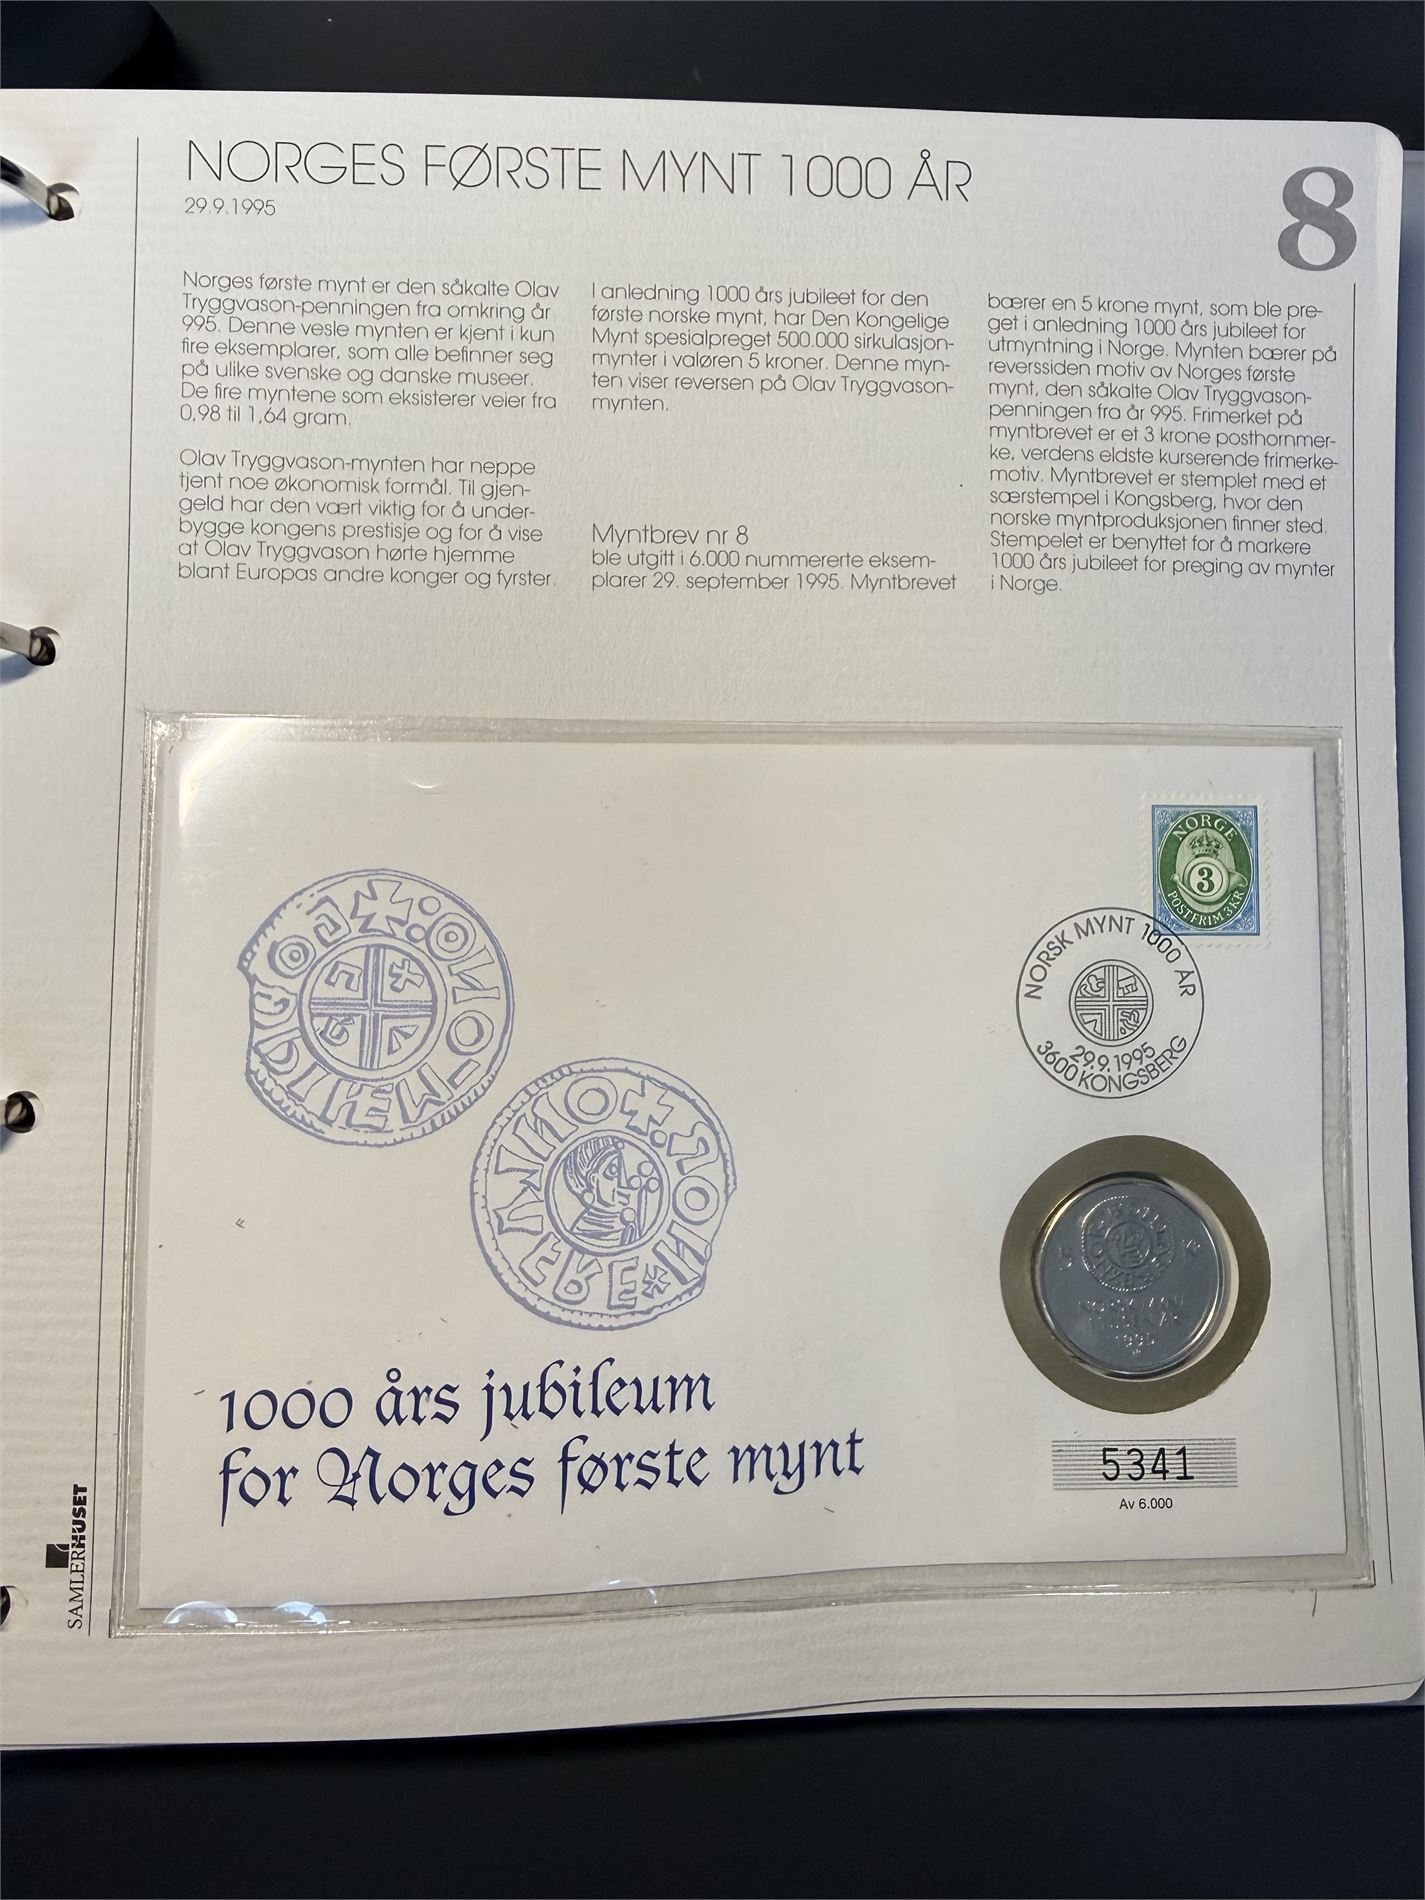 NORGES FØRSTE MYNT 1000 ÅR
29.9.1995
8
Norges første mynt er den såkalte Olav
Tryggvason-penningen fra omkring år
995. Denne vesle mynten er kjent i kun
fire eksemplarer, som alle befinner seg
på ulike svenske og danske museer.
De fire myntene som eksisterer veier fra
0,98 til 1,64 gram.
Olav Tryggvason-mynten har neppe
tjent noe økonomisk formål. Til gjen-
geld har den vært viktig for å under-
bygge kongens prestisje og for å vise
at Olav Tryggvason hørte hjemme
blant Europas andre konger og fyrster.
I anledning 1000 års jubileet for den
første norske mynt, har Den Kongelige
Mynt spesialpreget 500.000 sirkulasjon-
mynter i valøren 5 kroner. Denne myn-
ten viser reversen på Olav Tryggvason-
mynten.
Myntbrev nr 8
ble utgitt i 6.000 nummererte eksem-
plarer 29. september 1995. Myntbrevet
bærer en 5 krone mynt, som ble pre-
get i anledning 1000 års jubileet for
utmyntning i Norge. Mynten bærer på
reverssiden motiv av Norges første
mynt, den såkalte Olav Tryggvason-
penningen fra år 995. Frimerket på
myntbrevet er et 3 krone posthornmer-
ke, verdens eldste kurserende frimerke-
motiv. Myntbrevet er stemplet med et
særstempel i Kongsberg, hvor den
norske myntproduksjonen finner sted.
Stempelet er benyttet for å markere
1000 års jubileet for preging av mynter
i Norge.
NORGE
3
POSTFRIM 3 KR
NORSK MYNT 1000 ÅR
29.9.1995
3600 KONGSBERG
1995
1000 års jubileum
for Norges første mynt
5341
Av 6.000
SAMLERHUSET